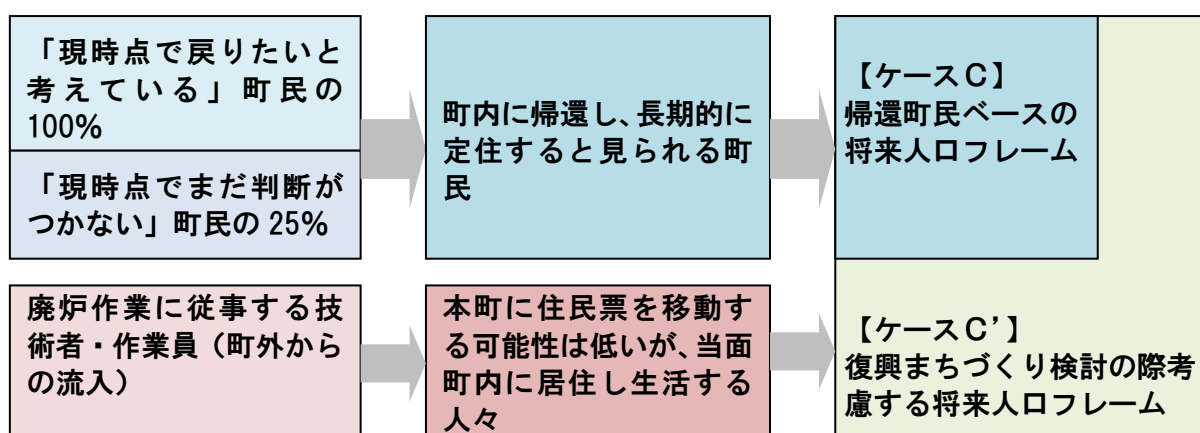 「現時点で戻りたいと
考えている」町民の
100%
「現時点でまだ判断が
つかない」町民の 25%
町内に帰還し、長期的に
定住すると見られる町
民
【ケースC】
帰還町民ベースの
将来人口フレーム
廃炉作業に従事する技
術者・作業員（町外から
の流入）
本町に住民票を移動す
る可能性は低いが、当面
町内に居住し生活する
人々
【ケースC’】
復興まちづくり検討の際考
慮する将来人口フレーム